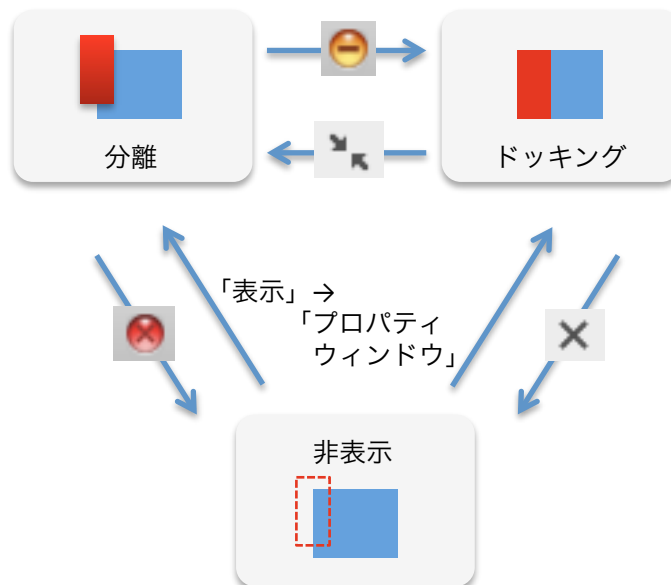 分離
ドッキング
「表示」→
「プロパティ
ウィンドウ」
非表示